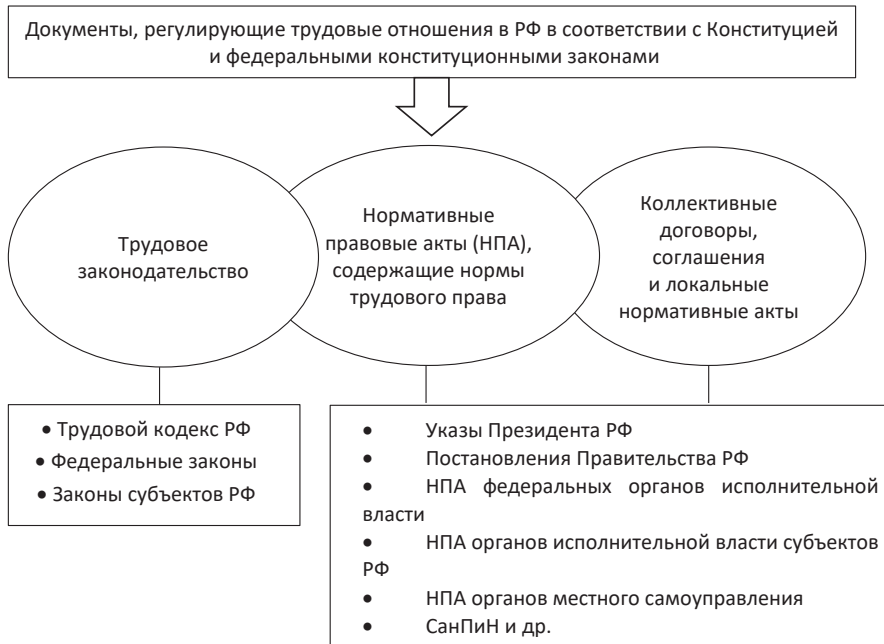 Документы, регулирующие трудовые отношения в РФ в соответствии с Конституцией
и федеральными конституционными законами
Трудовое
законодательство
Нормативные
правовые акты (НПА),
содержащие нормы
трудового права
Коллективные
договоры,
соглашения
и локальные
нормативные акты
• Трудовой кодекс РФ
• Федеральные законы
• Законы субъектов РФ
• Указы Президента РФ
• Постановления Правительства РФ
• НПА федеральных органов исполнительной
власти
• НПА органов исполнительной власти субъектов
РФ
• НПА органов местного самоуправления
• СанПиН и др.